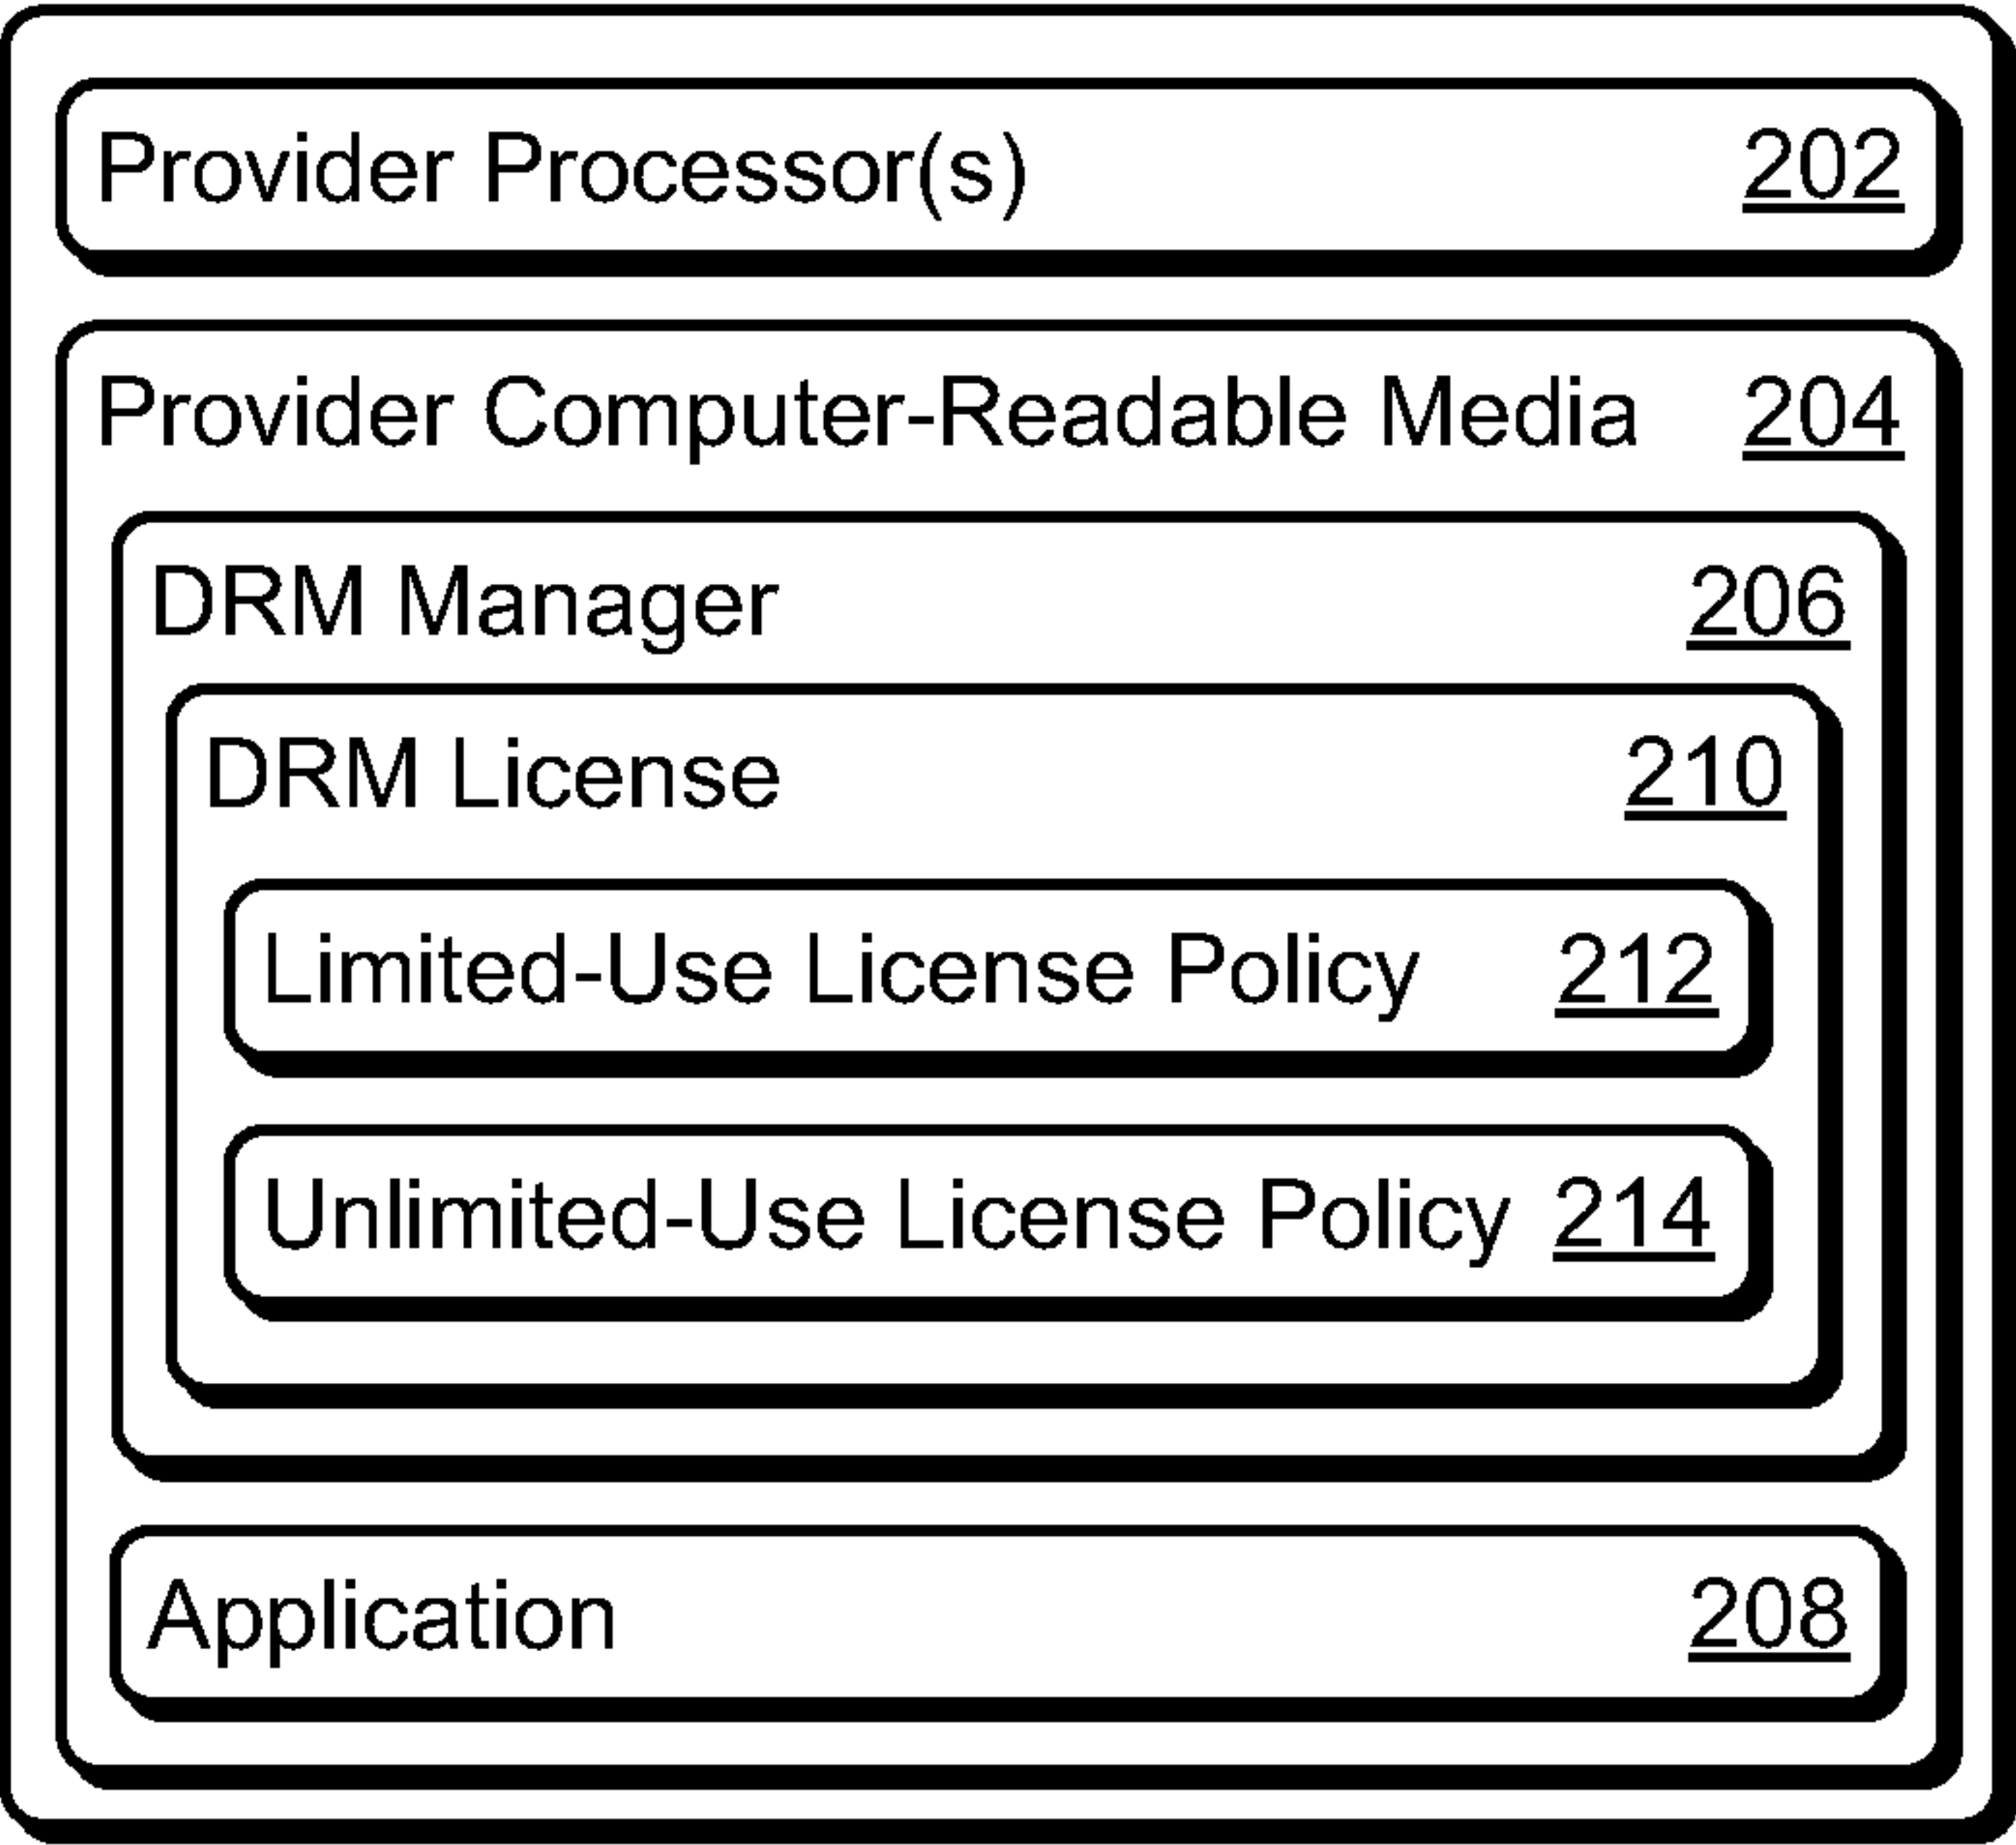 Provider Processor(s) 202
Provider Computer-Readable Media 204
DRM Manager 206
DRM License 210
Limited-Use License Policy 212
Unlimited-Use License Policy 214
Application 208